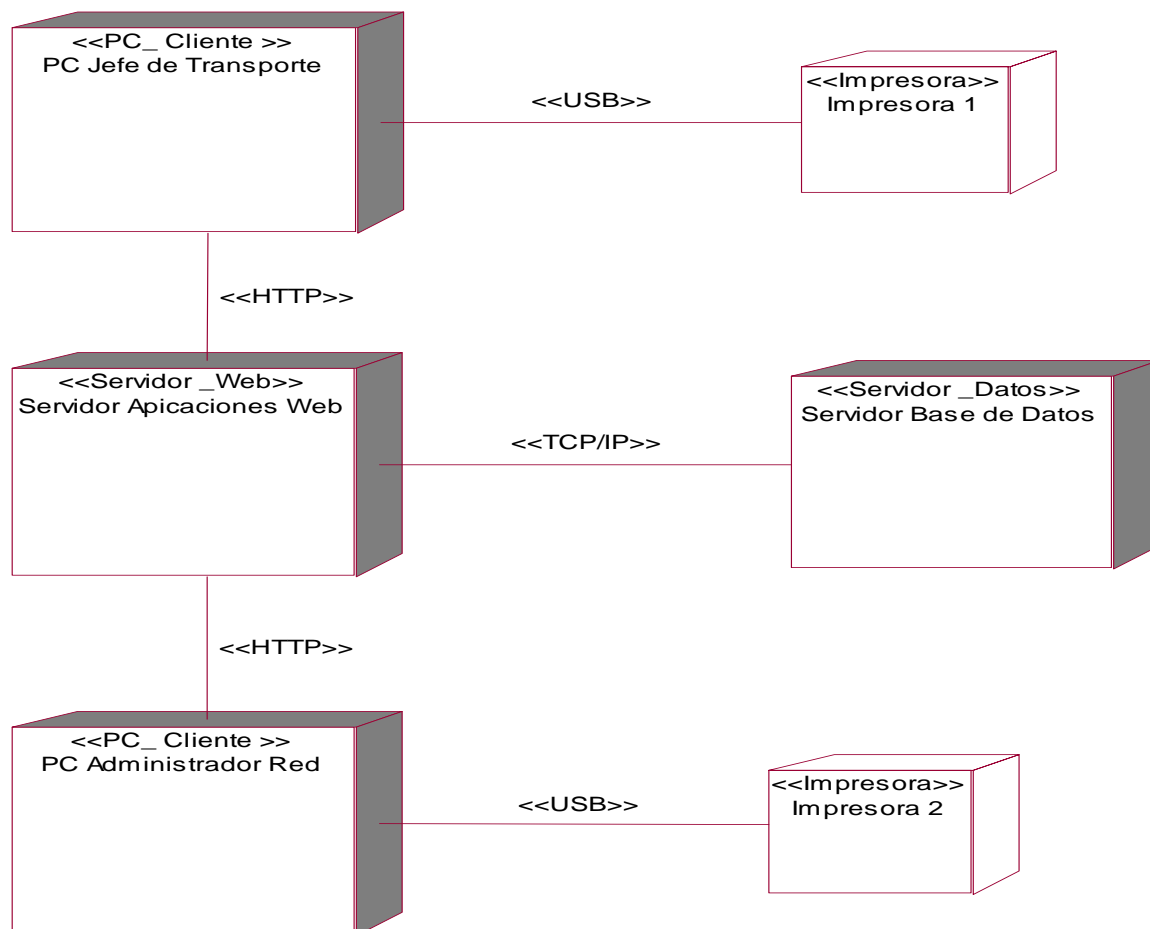 <<PC_ Cliente >>
PC Jefe de Transporte
<<USB>>
<<Impresora>>
Impresora 1
<<HTTP>>
<<Servidor _Web>>
Servidor Apicaciones Web
<<TCP/IP>>
<<Servidor _Datos>>
Servidor Base de Datos
<<HTTP>>
<<PC_ Cliente >>
PC Administrador Red
<<USB>>
<<Impresora>>
Impresora 2